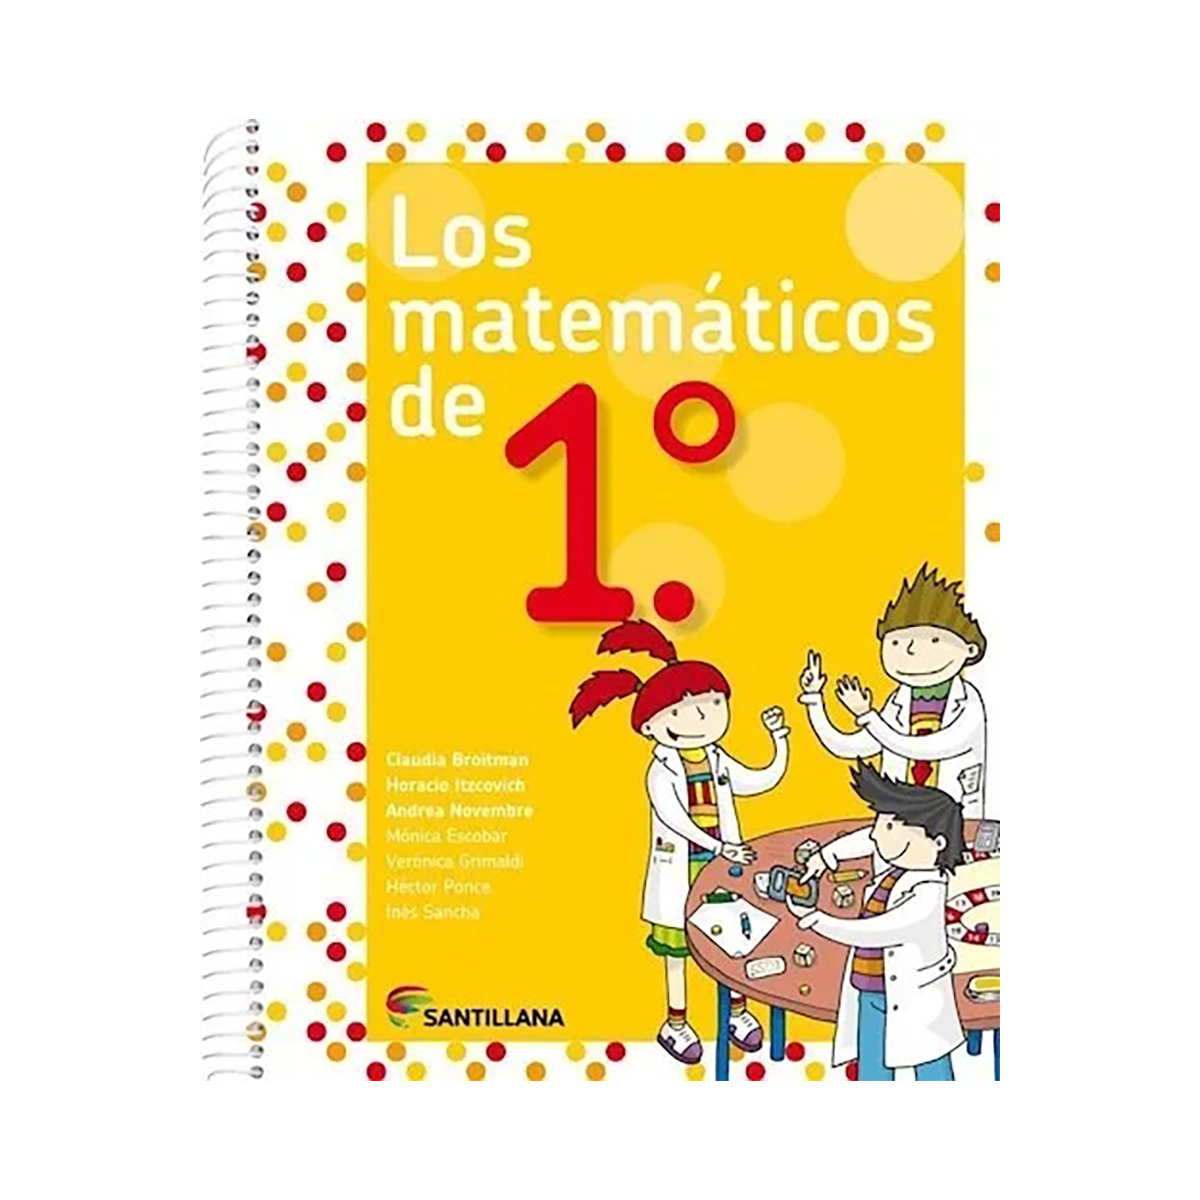 Los
matemáticos
de 1.º
Claudia Broitman
Horacio Itzcovich
Andrea Novembre
Mónica Escobar
Verónica Grimaldi
Héctor Ponce
Inés Sancha
SANTILLANA